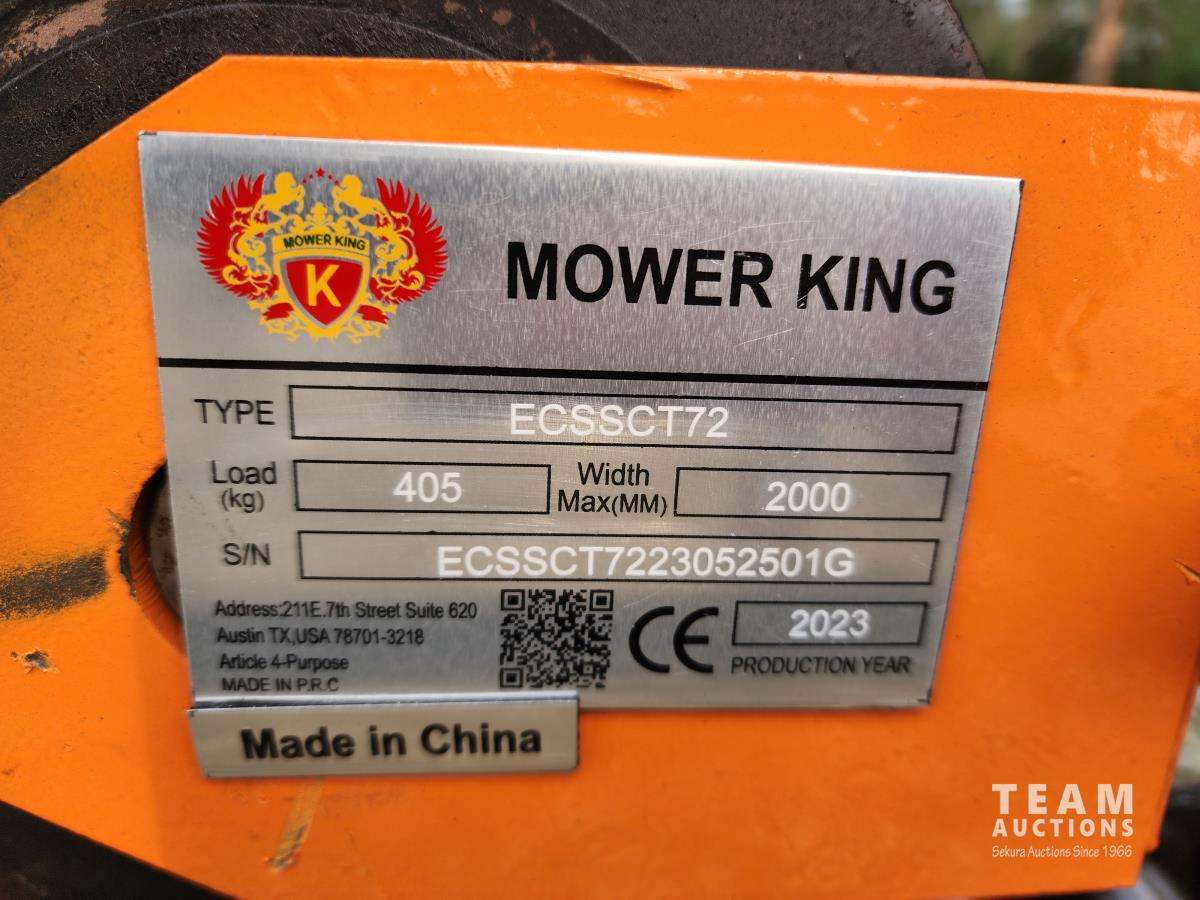 MOWER KING
K
MOWER KING
TYPE ECSSCT72
Load (kg) 405 Width Max(MM) 2000
S/N ECSSCT7223052501G
Address:211E.7th Street Suite 620
Austin TX,USA 78701-3218
Article 4-Purpose
MADE IN P.R.C
CE
2023
PRODUCTION YEAR
Made in China
TEAM
AUCTIONS
Sekura Auctions Since 1966